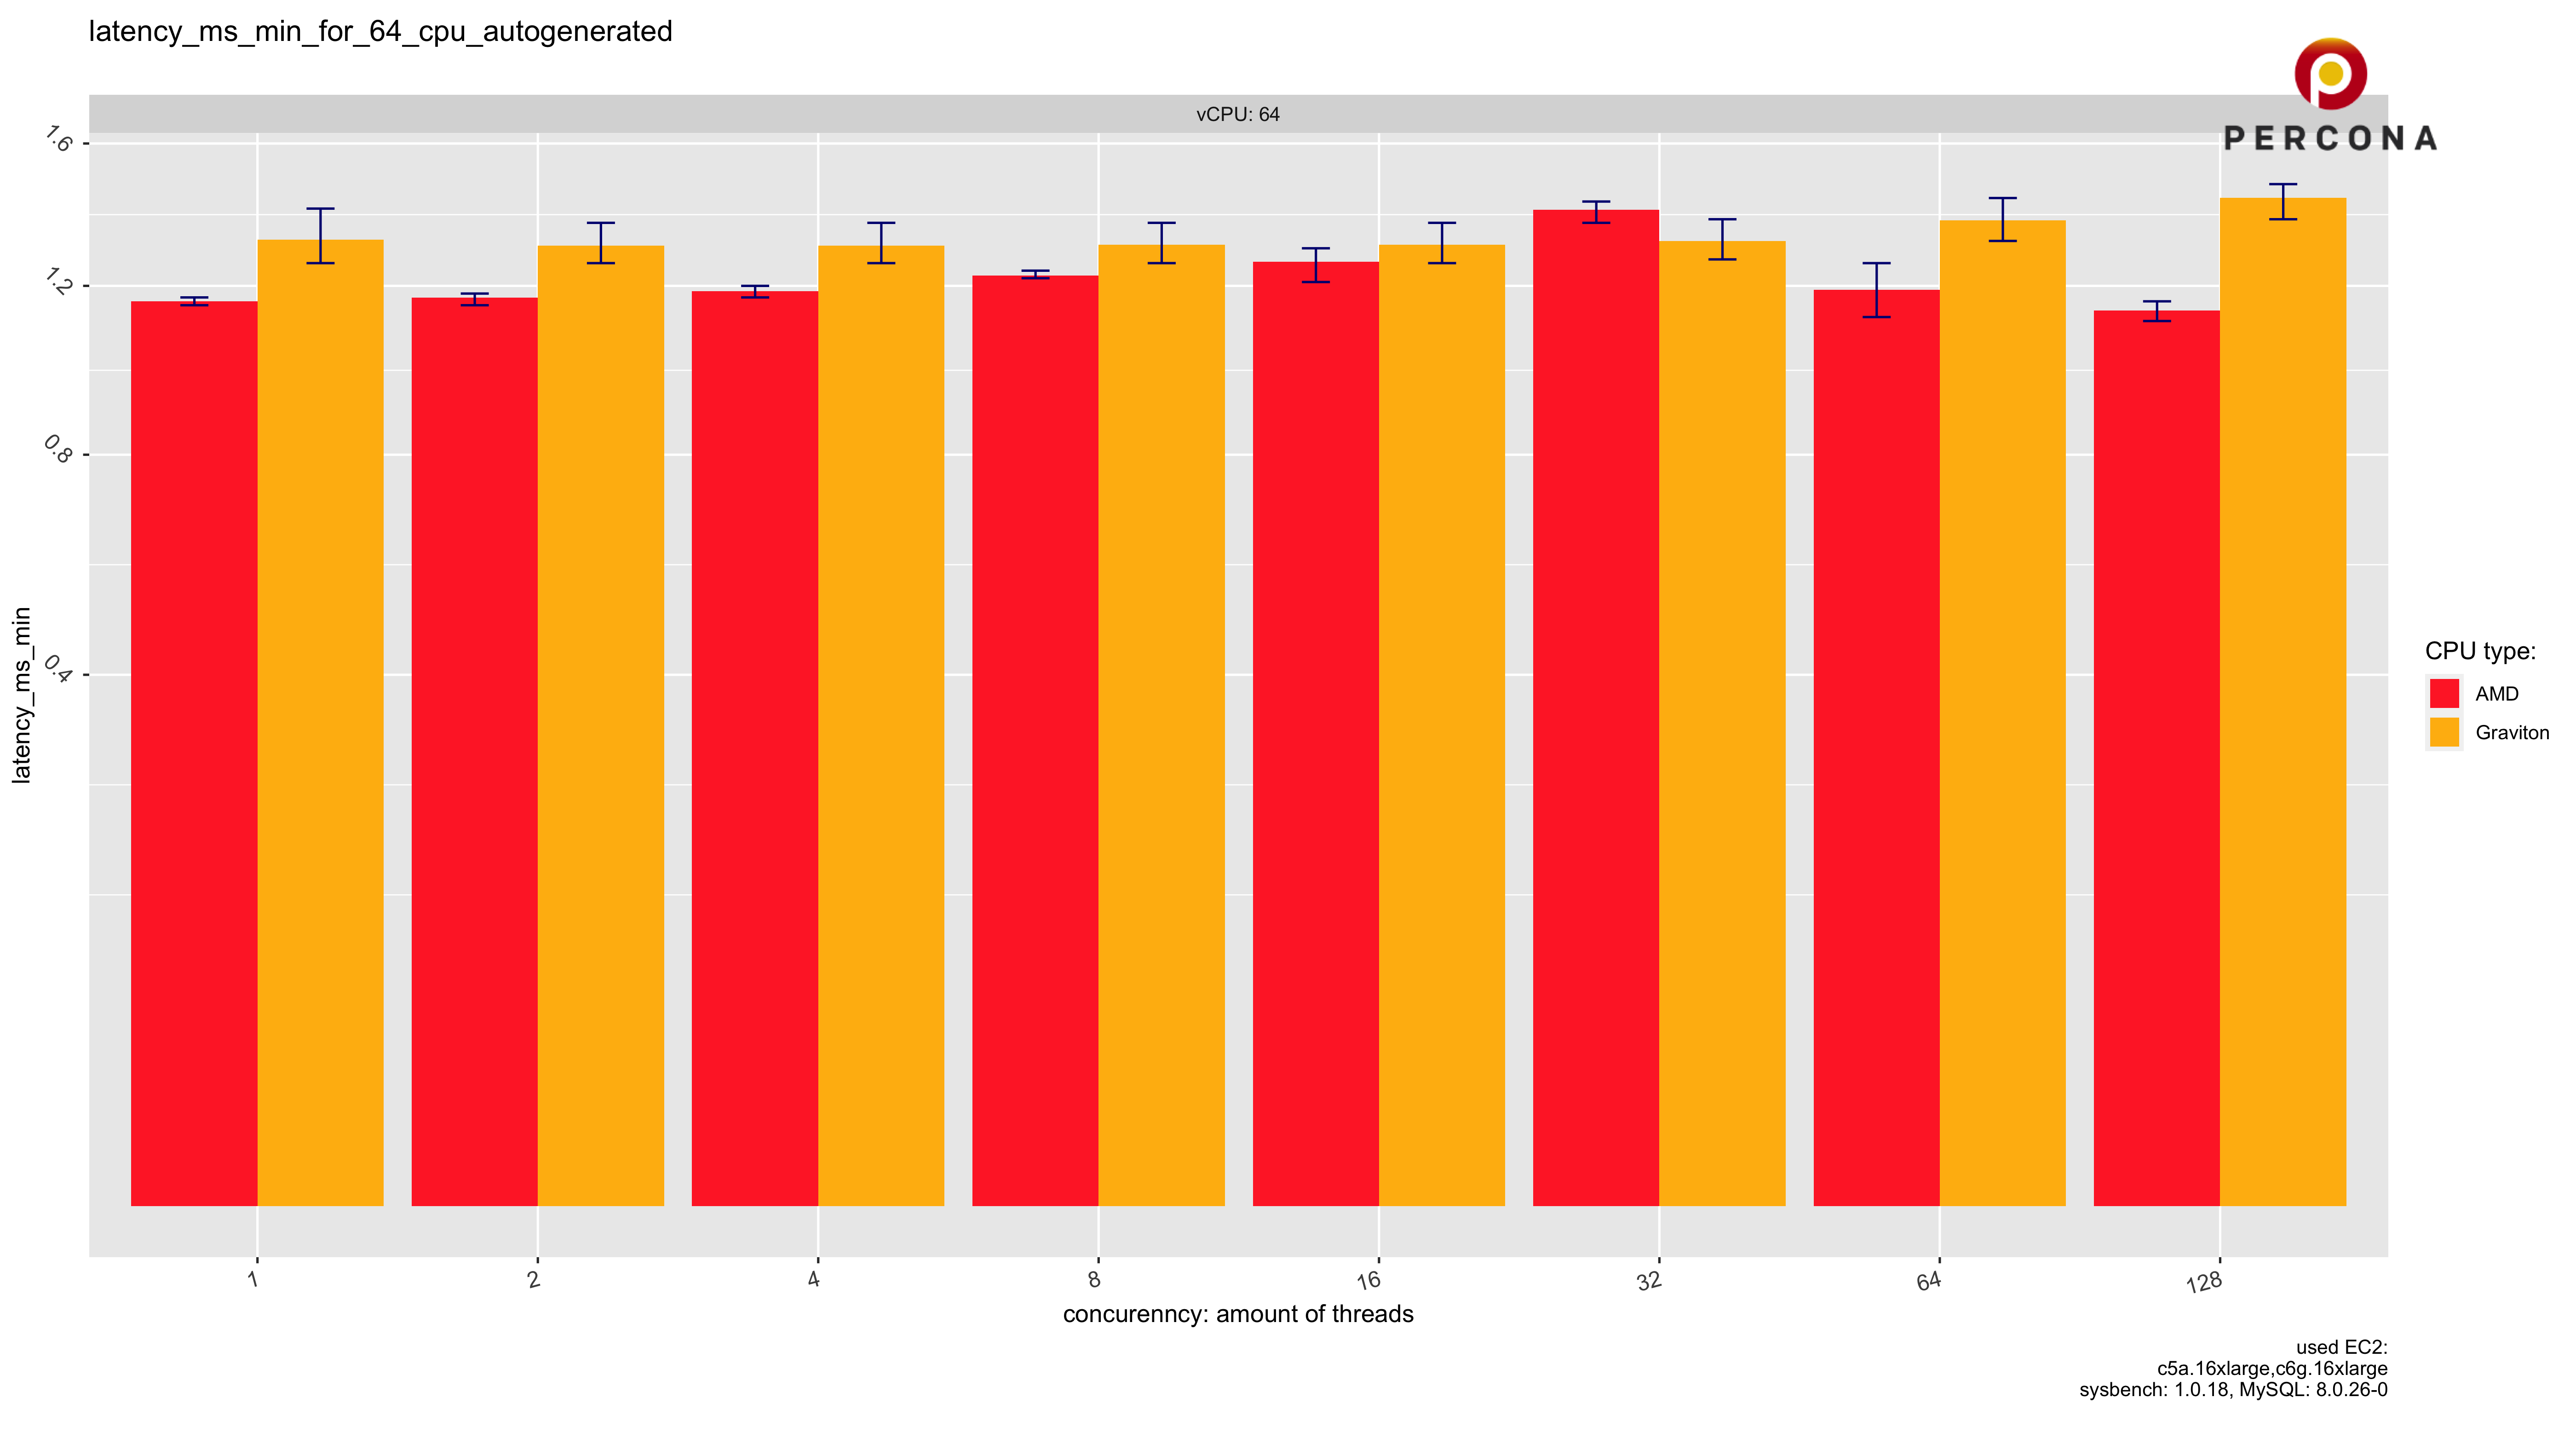 latency_ms_min_for_64_cpu_autogenerated
PERCONA
vCPU: 64
1.6
1.2
0.8
0.4
latency_ms_min
CPU type:
AMD
Graviton
1 2 4 8 16 32 64 128
concurenncy: amount of threads
used EC2:
c5a.16xlarge,c6g.16xlarge
sysbench: 1.0.18, MySQL: 8.0.26-0